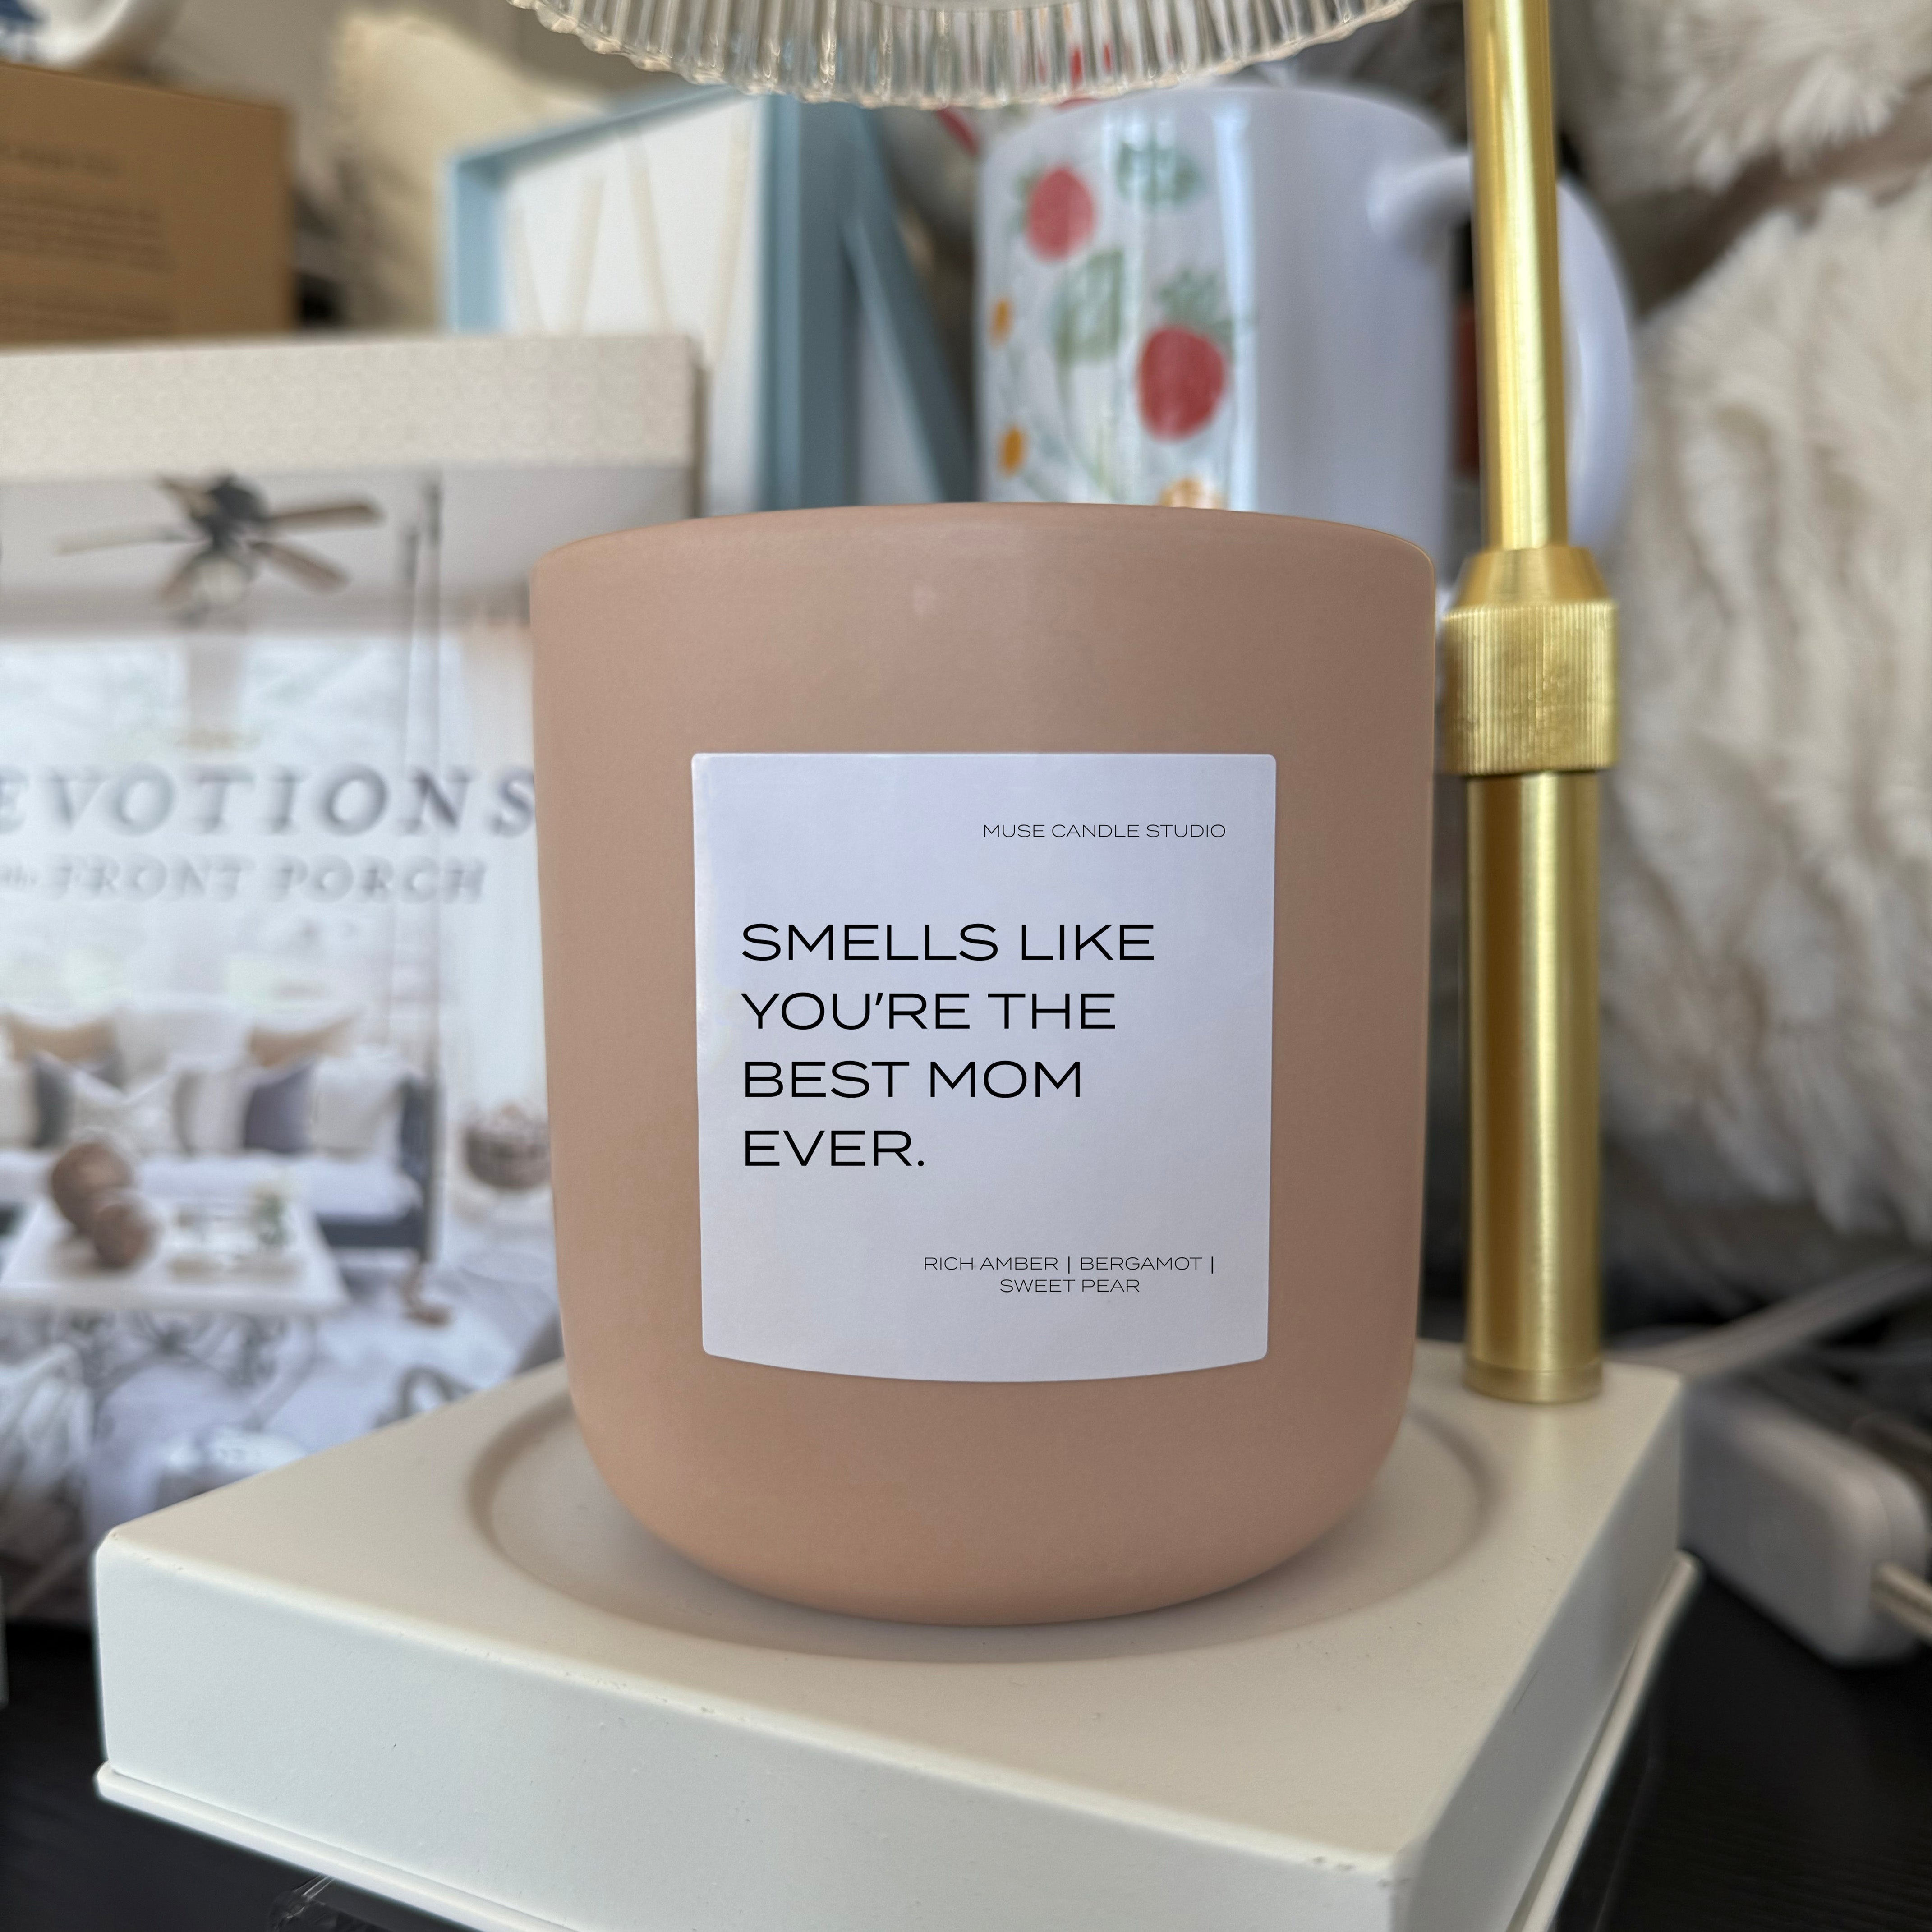 EVOTIONS
FRONT PORCH
MUSE CANDLE STUDIO
SMELLS LIKE
YOU'RE THE
BEST MOM
EVER.
RICH AMBER | BERGAMOT |
SWEET PEAR